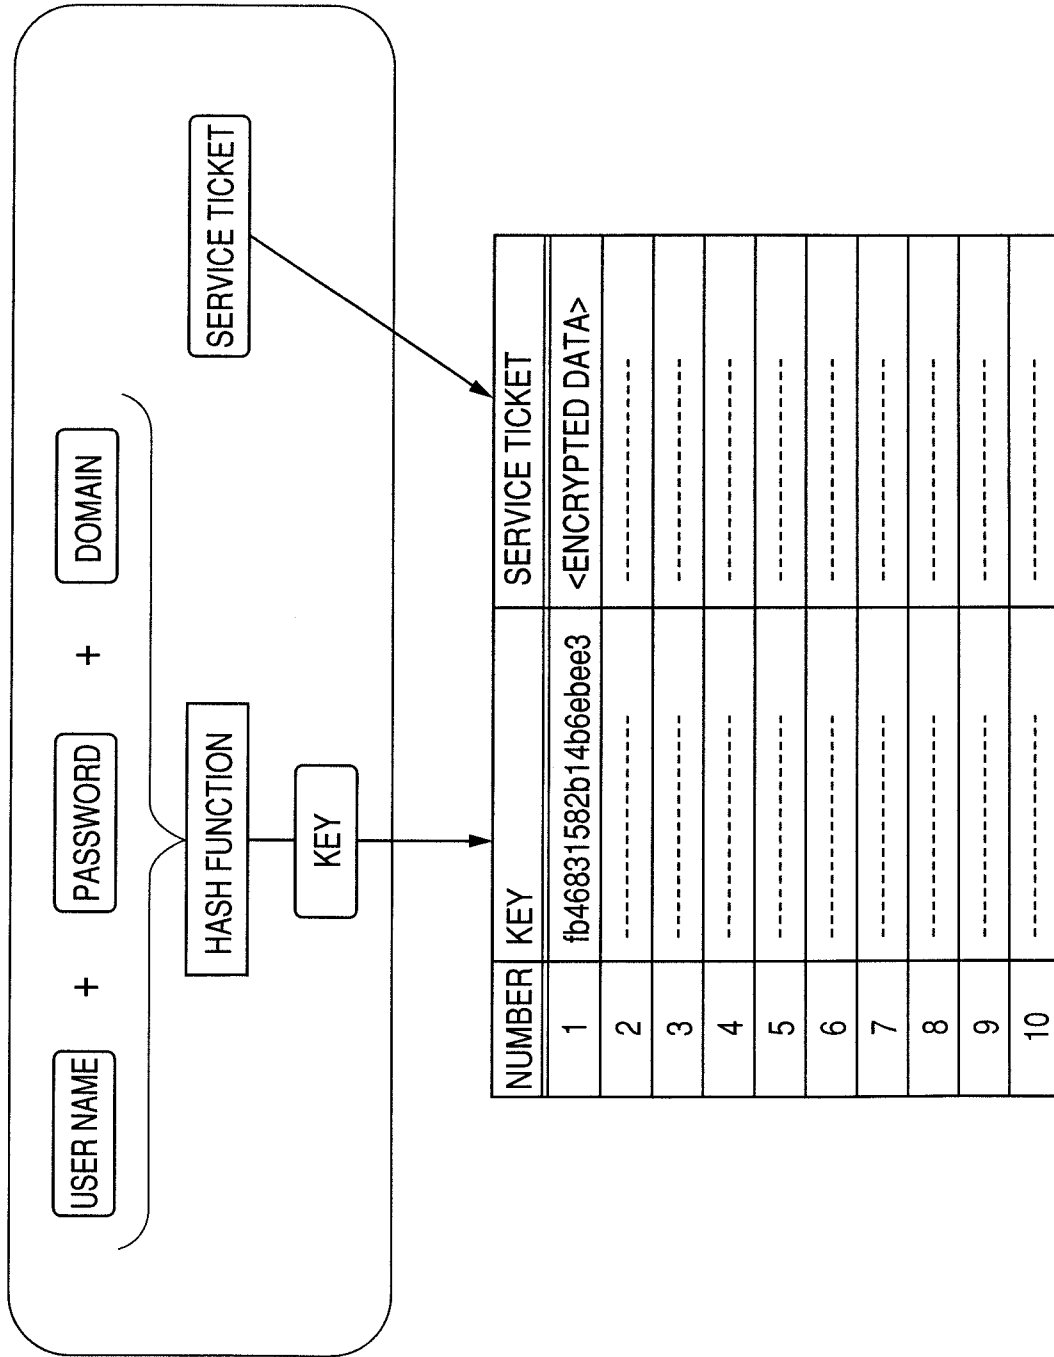 USER NAME + PASSWORD + DOMAIN
HASH FUNCTION
SERVICE TICKET
KEY
NUMBER KEY SERVICE TICKET
1 fb46831582b14b6ebee3 <ENCRYPTED DATA>
2 ---------------- ----------------
3 ---------------- ----------------
4 ---------------- ----------------
5 ---------------- ----------------
6 ---------------- ----------------
7 ---------------- ----------------
8 ---------------- ----------------
9 ---------------- ----------------
10 ---------------- ----------------